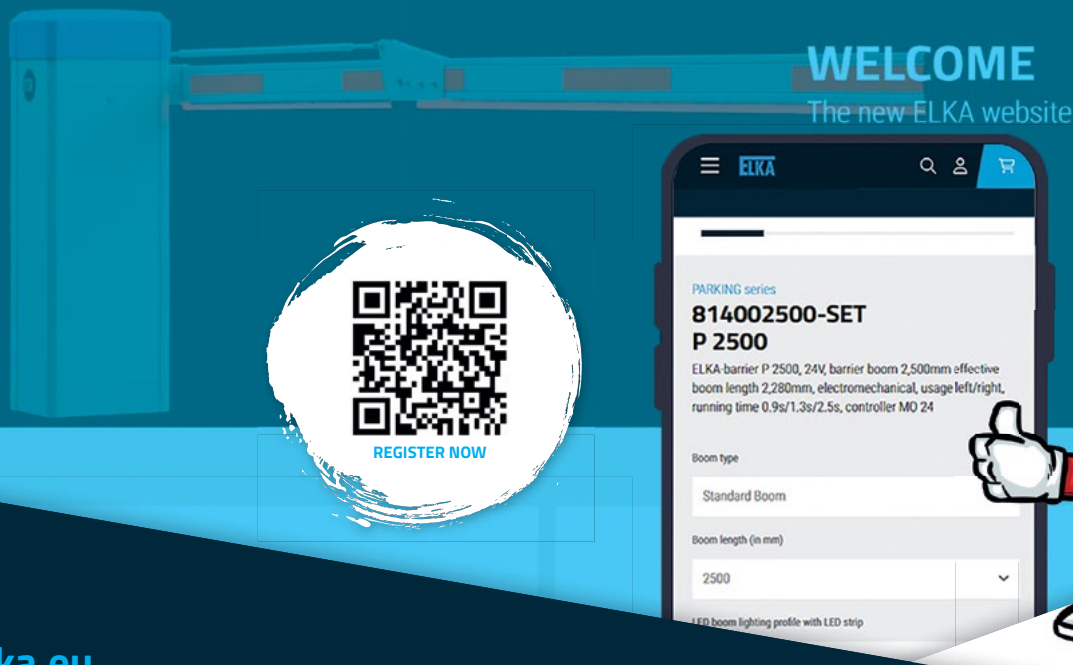 WELCOME
The new ELKA website
ELKA
PARKING series
814002500-SET
P 2500
ELKA-barrier P 2500, 24V, barrier boom 2,500mm effective
boom length 2,280mm, electromechanical, usage left/right,
running time 0.9s/1.3s/2.5s, controller MO 24
Boom type
Standard Boom
Boom length (in mm)
2500
LED boom lighting profile with LED strip
REGISTER NOW
ka.eu